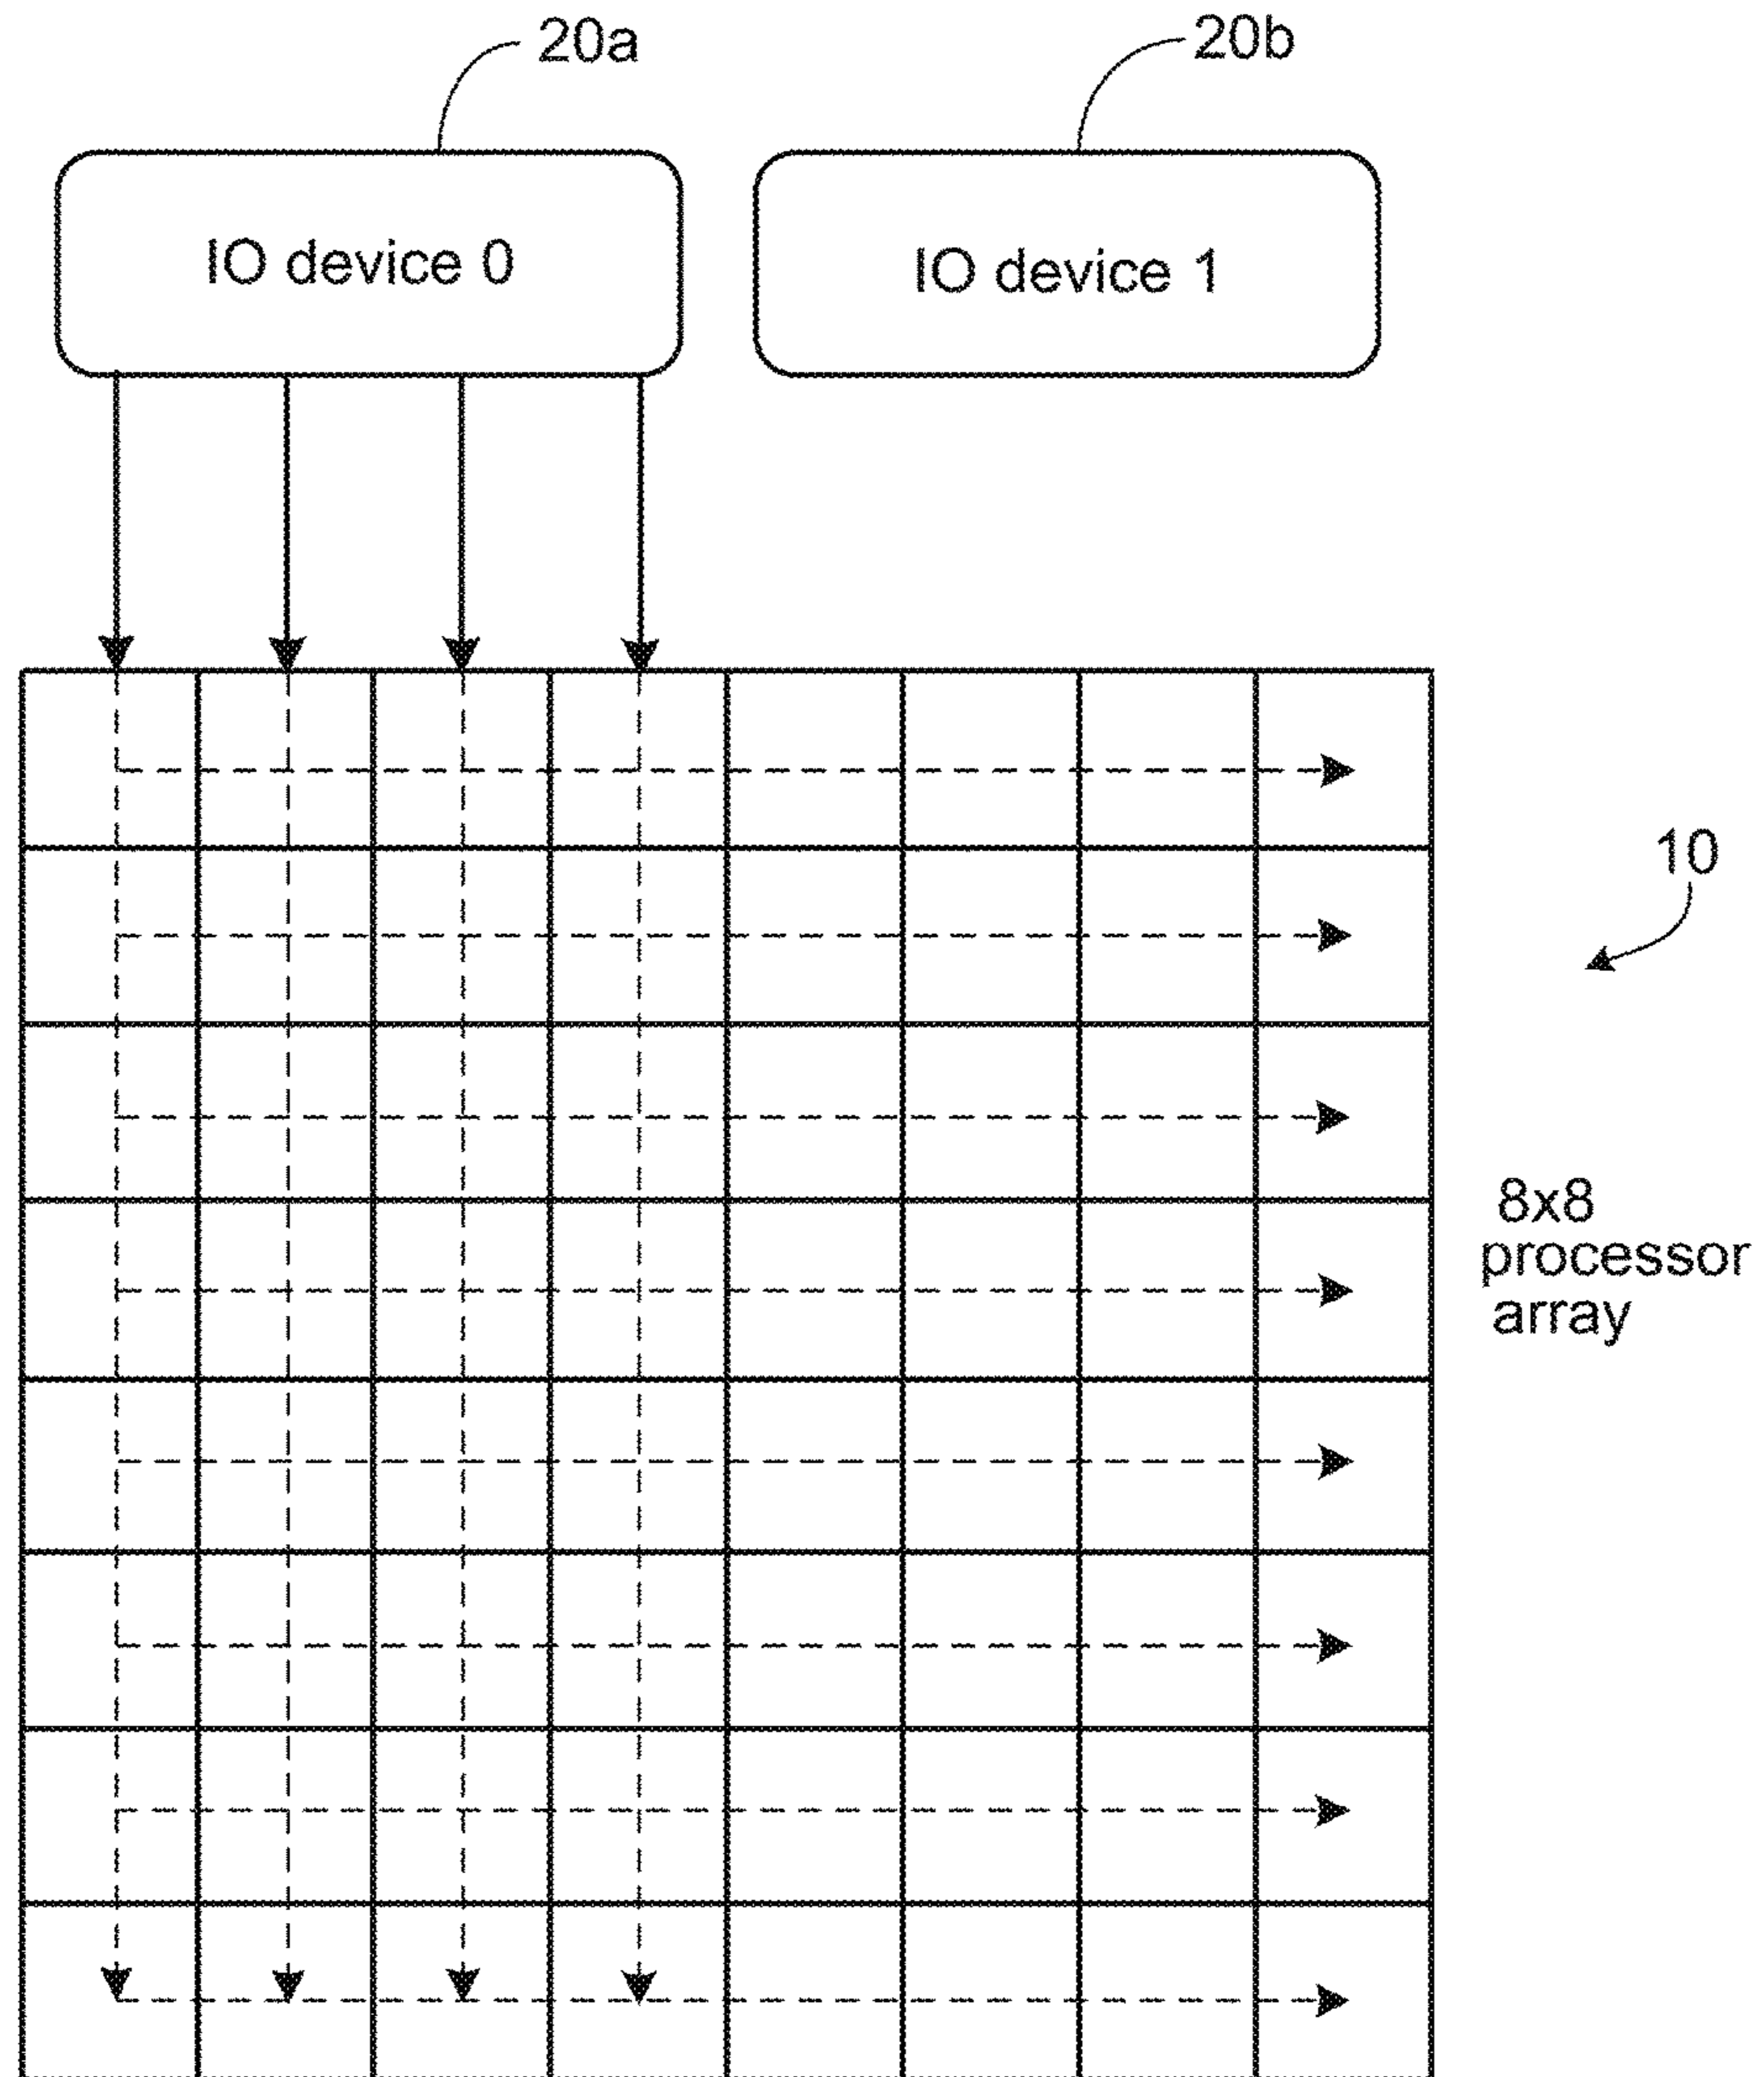 20a
20b
IO device 0
IO device 1
10
8x8
processor
array